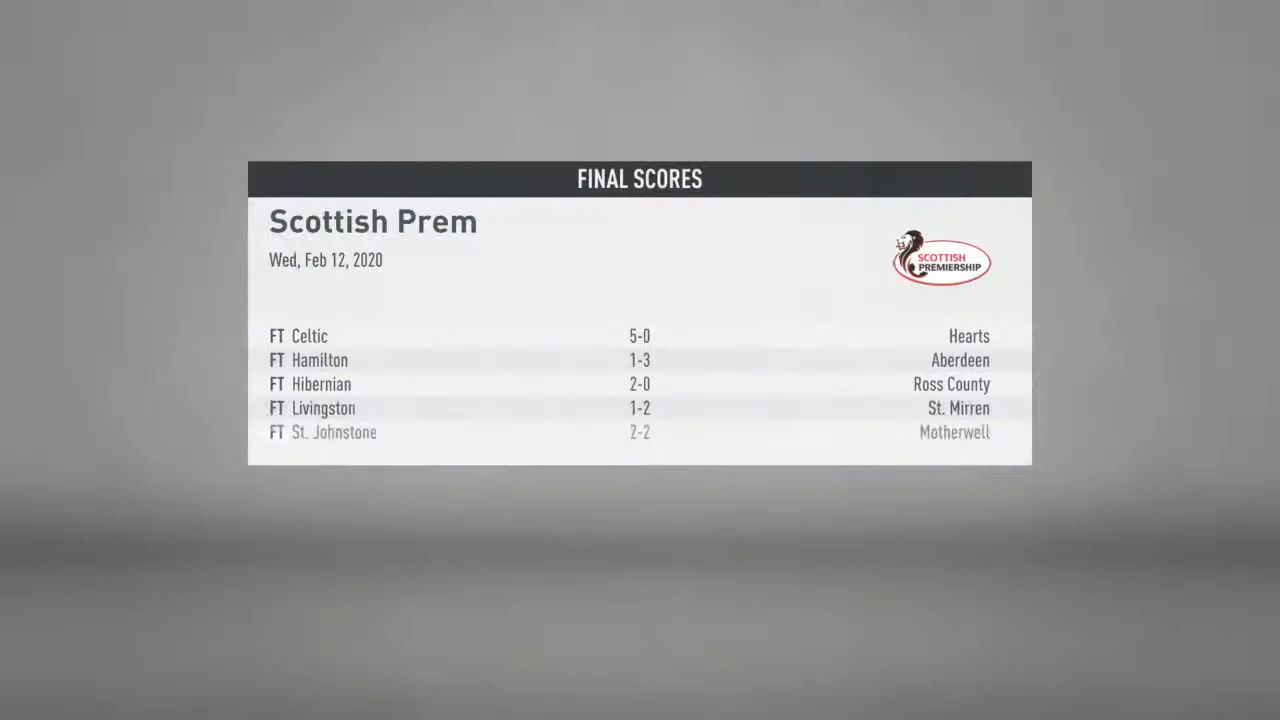 FINAL SCORES
Scottish Prem
Wed, Feb 12, 2020
SCOTTISH
PREMIERSHIP
FT Celtic 5-0 Hearts
FT Hamilton 1-3 Aberdeen
FT Hibernian 2-0 Ross County
FT Livingston 1-2 St. Mirren
FT St. Johnstone 2-2 Motherwell